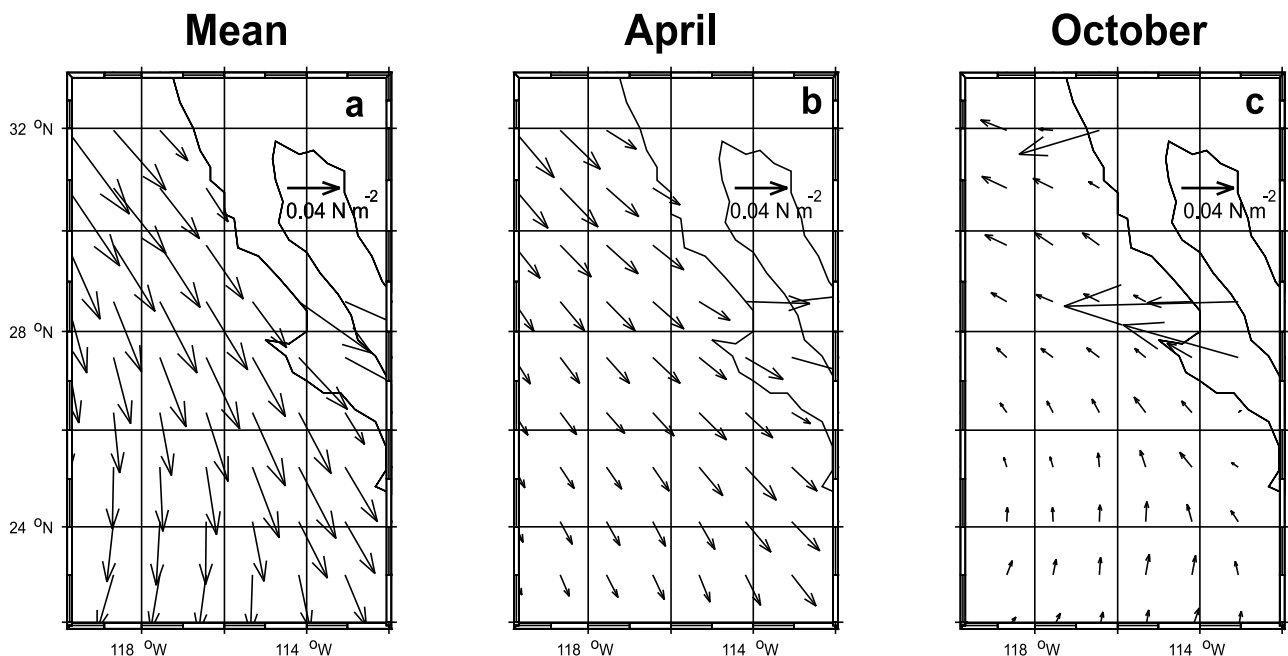 Mean April October
a b c
32 °N
0.04 N m-2 0.04 N m-2 0.04 N m-2
28 °N
24 °N
118 °W 114 °W 118 °W 114 °W 118 °W 114 °W